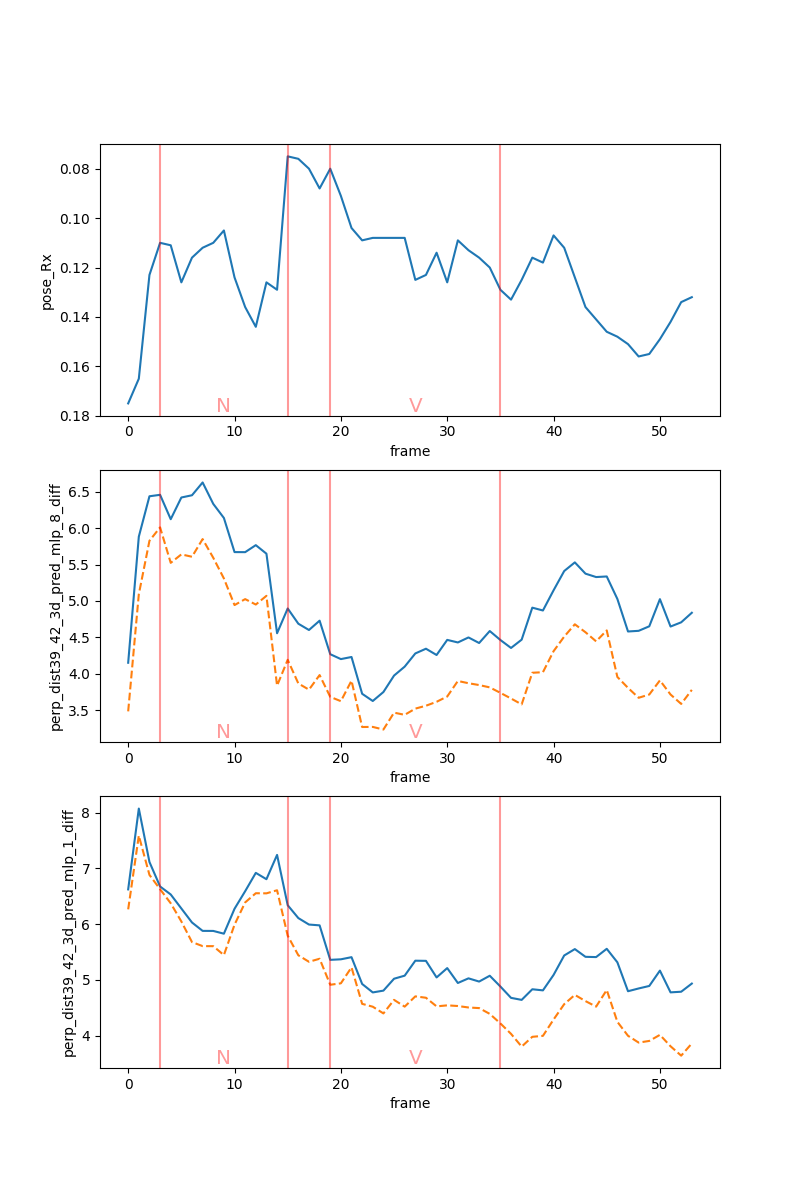 0.08
0.10
0.12
0.14
0.16
0.18
pose_Rx
N
V
0 10 20 30 40 50
frame
6.5
6.0
5.5
5.0
4.5
4.0
3.5
perp_dist39_42_3d_pred_mlp_8_diff
N
V
0 10 20 30 40 50
frame
8
7
6
5
4
perp_dist39_42_3d_pred_mlp_1_diff
N
V
0 10 20 30 40 50
frame